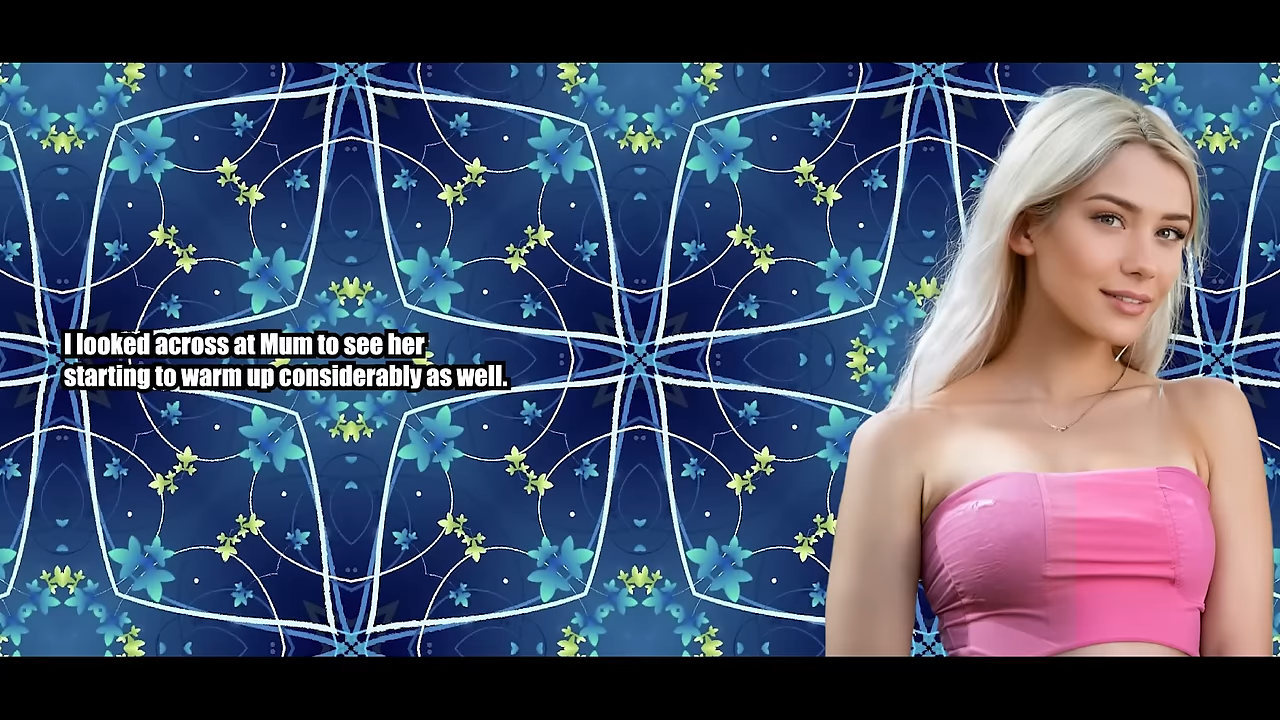 I looked across at Mum to see her
starting to warm up considerably as well.